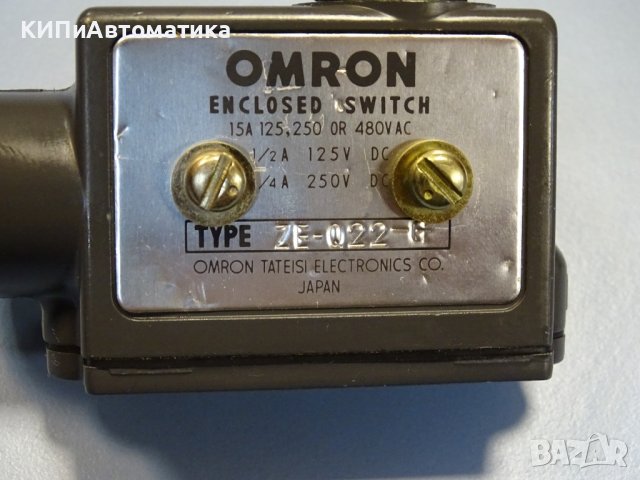 КИПиАвтоматика
OMRON
ENCLOSED SWITCH
15A 125,250 OR 480VAC
1/2A 125V DC
1/4A 250V DC
TYPE ZE-Q22-G
OMRON TATEISI ELECTRONICS CO.
JAPAN
BAZAR